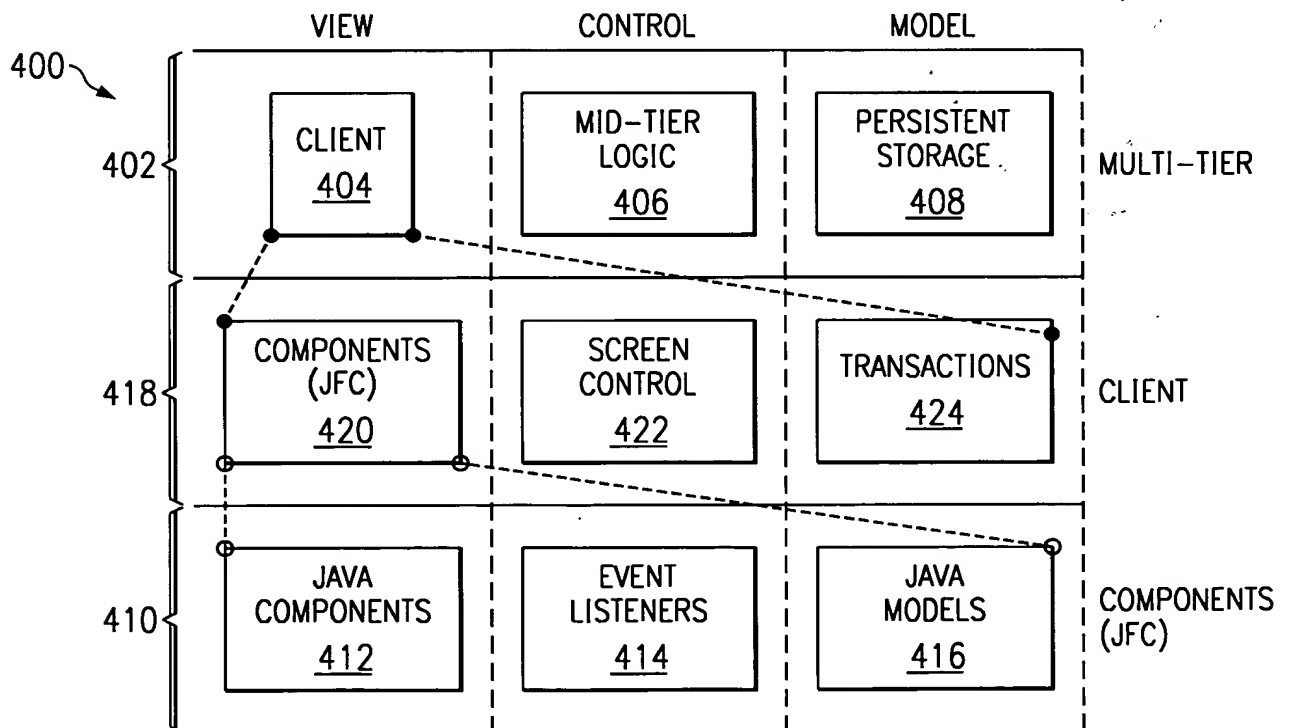 VIEW
CONTROL
MODEL
400
402
CLIENT
404
MID-TIER
LOGIC
406
PERSISTENT
STORAGE
408
MULTI-TIER
418
COMPONENTS
(JFC)
420
SCREEN
CONTROL
422
TRANSACTIONS
424
CLIENT
410
JAVA
COMPONENTS
412
EVENT
LISTENERS
414
JAVA
MODELS
416
COMPONENTS
(JFC)